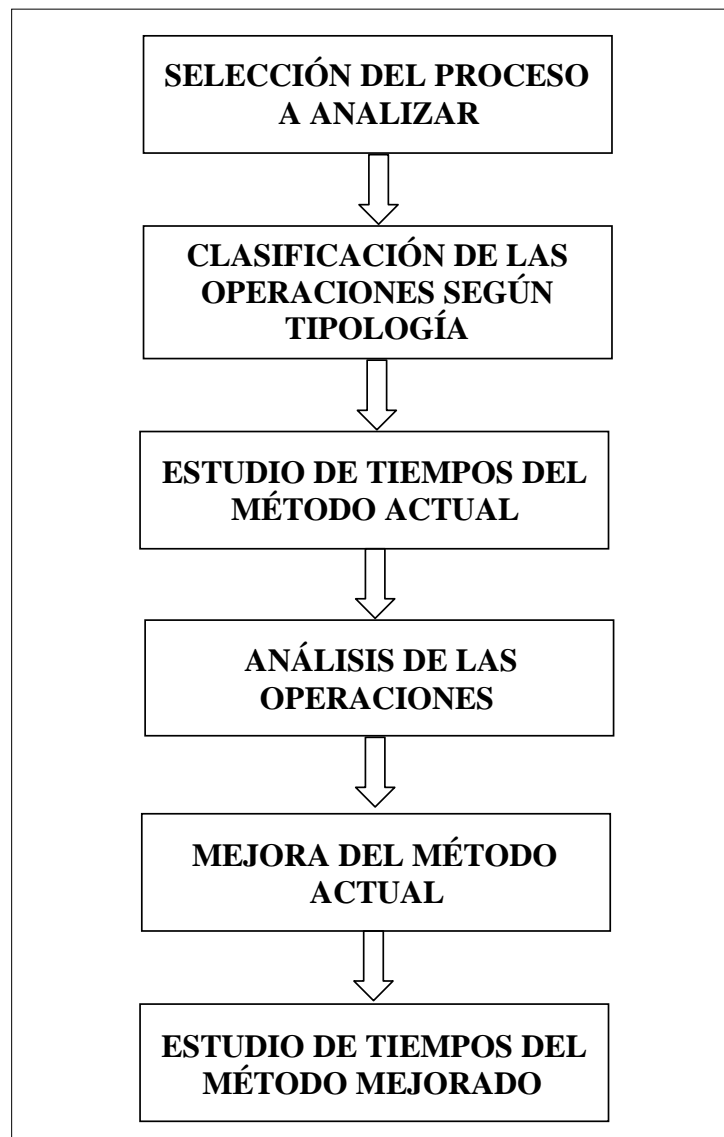 SELECCIÓN DEL PROCESO
A ANALIZAR
CLASIFICACIÓN DE LAS
OPERACIONES SEGÚN
TIPOLOGÍA
ESTUDIO DE TIEMPOS DEL
MÉTODO ACTUAL
ANÁLISIS DE LAS
OPERACIONES
MEJORA DEL MÉTODO
ACTUAL
ESTUDIO DE TIEMPOS DEL
MÉTODO MEJORADO